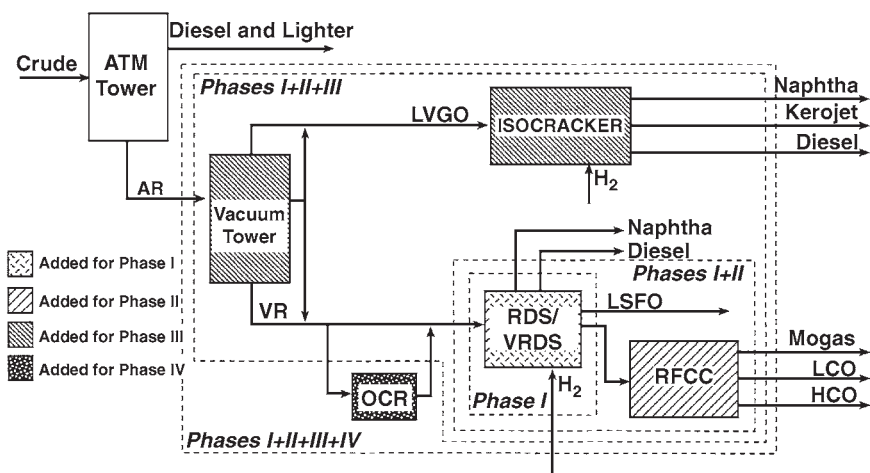 Diesel and Lighter
Crude
ATM
Tower
Phases I+II+III
Naphtha
LVGO
Kerojet
ISOCRACKER
Diesel
H2
AR
Vacuum
Tower
Naphtha
Diesel
Added for Phase I
Phases I+II
Added for Phase II
VR
LSFO
RDS/
VRDS
Mogas
Added for Phase III
RFCC
LCO
H2
Added for Phase IV
OCR
Phase I
HCO
Phases I+II+III+IV